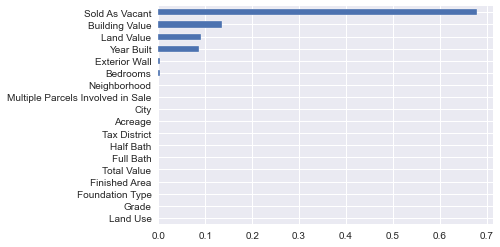 Sold As Vacant
Building Value
Land Value
Year Built
Exterior Wall
Bedrooms
Neighborhood
Multiple Parcels Involved in Sale
City
Acreage
Tax District
Half Bath
Full Bath
Total Value
Finished Area
Foundation Type
Grade
Land Use
0.0 0.1 0.2 0.3 0.4 0.5 0.6 0.7